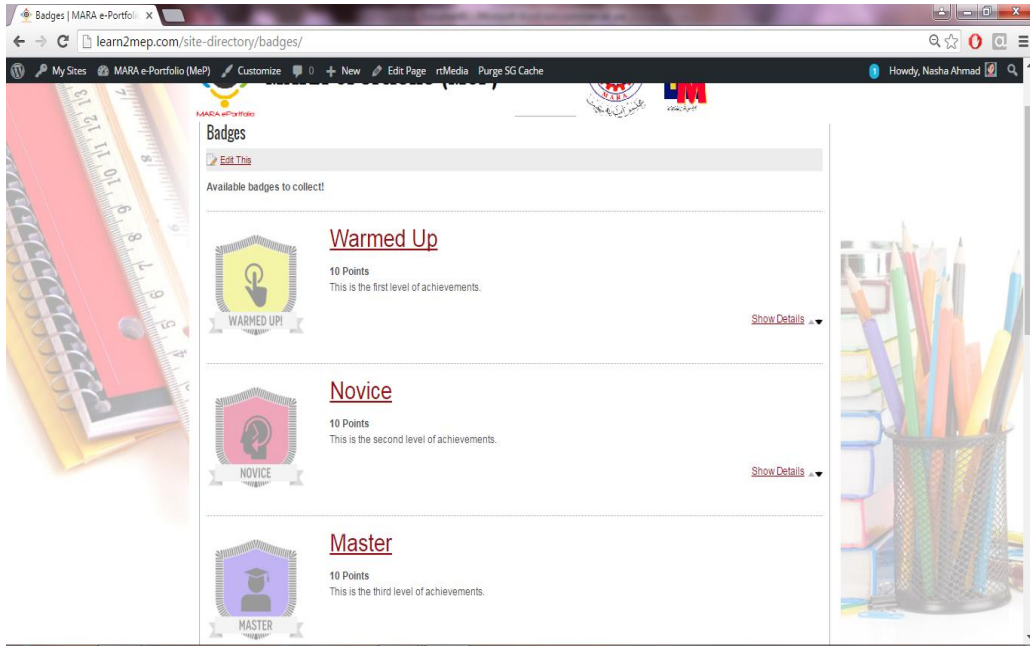 Badges | MARA e-Portfoli
learn2mep.com/site-directory/badges/
My Sites MARA e-Portfolio (MeP) Customize 0 + New Edit Page rtMedia Purge SG Cache 1 Howdy, Nasha Ahmad
MARA ePortfolio
MARA
Badges
Edit This
Available badges to collect!
Warmed Up
10 Points
This is the first level of achievements.
WARMED UP!
Show Details
Novice
10 Points
This is the second level of achievements.
NOVICE
Show Details
Master
10 Points
This is the third level of achievements.
MASTER